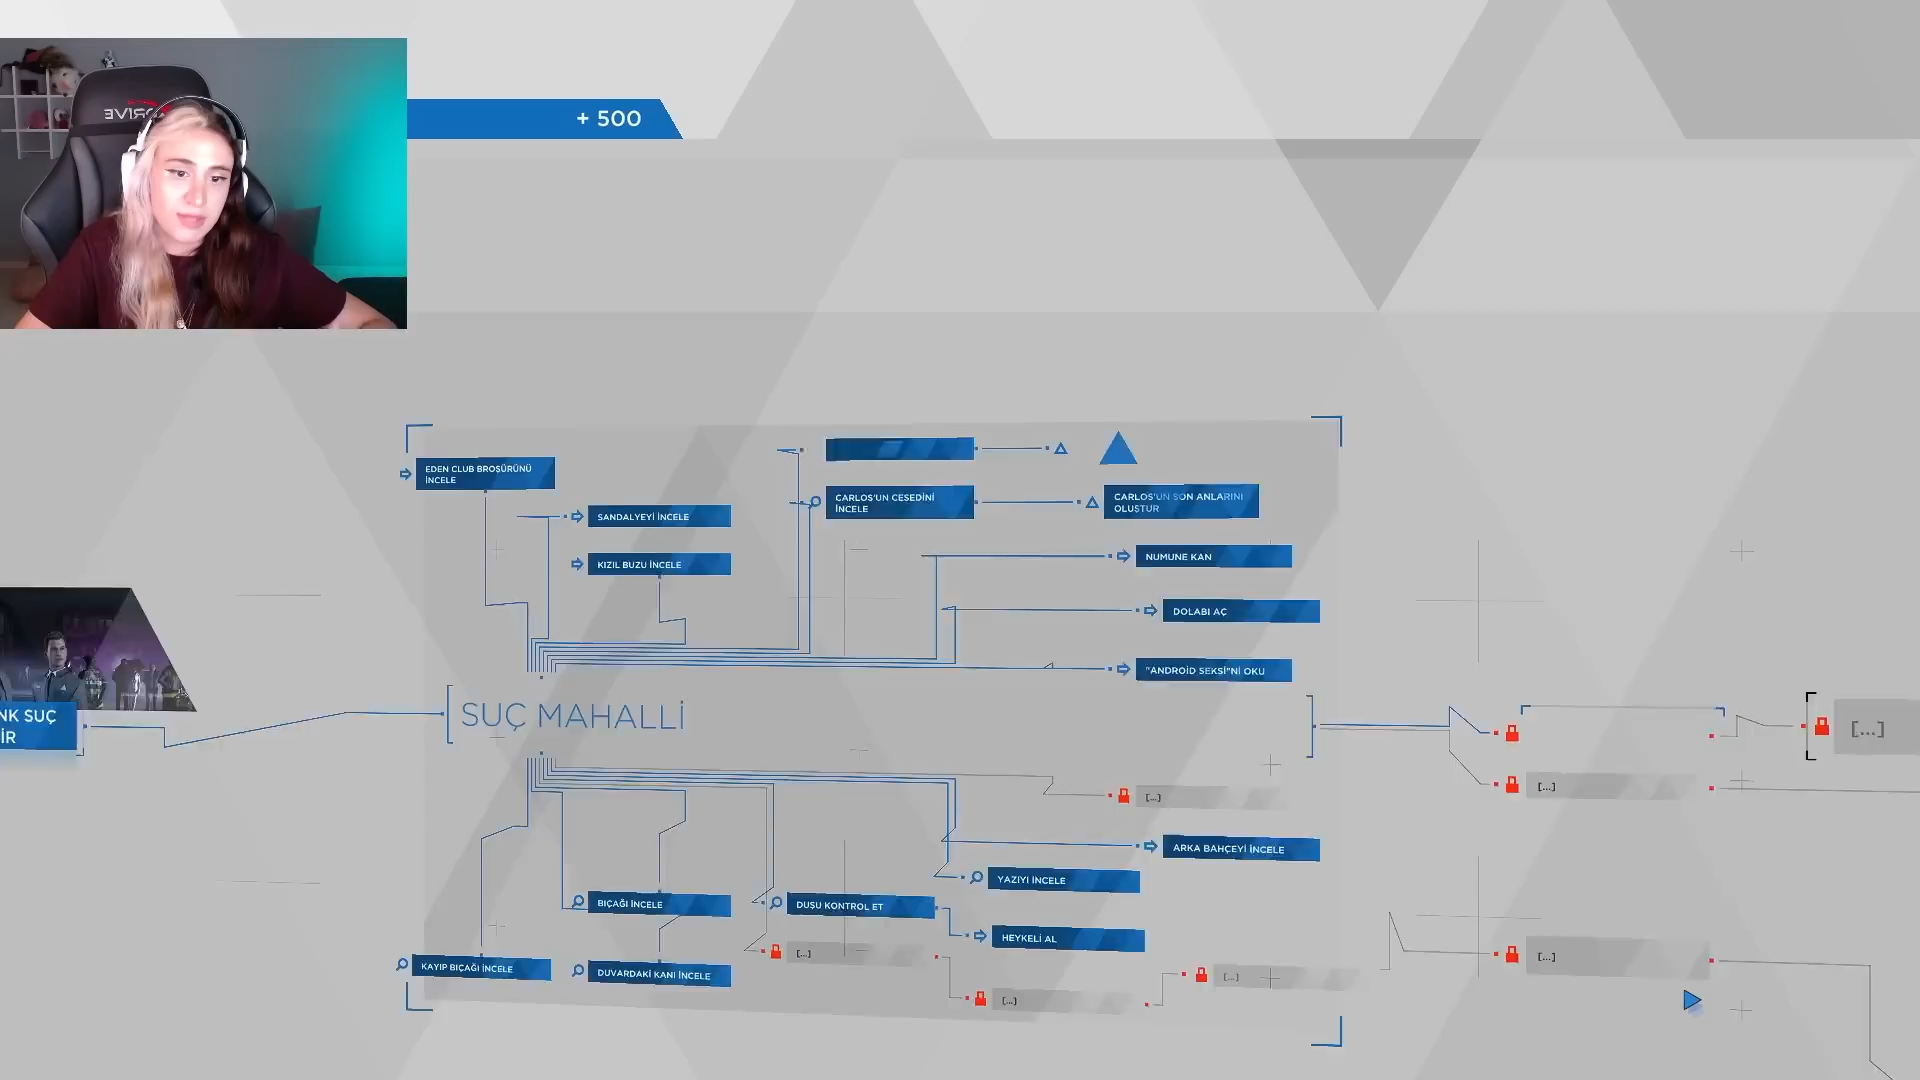 + 500
EDEN CLUB BROŞÜRÜNÜ
İNCELE
SANDALYEYİ İNCELE
KIZIL BUZU İNCELE
CARLOS'UN CESEDİNİ
İNCELE
CARLOS'UN SON ANLARINI
OLUŞTUR
NUMUNE KAN
DOLABI AÇ
"ANDROİD SEKSİ"Nİ OKU
NK SUÇ
İR
SUÇ MAHALLİ
[...]
[...]
[...]
ARKA BAHÇEYİ İNCELE
YAZIYI İNCELE
BIÇAĞI İNCELE
DUŞU KONTROL ET
HEYKELİ AL
[...]
[...]
KAYIP BIÇAĞI İNCELE
DUVARDAKİ KANI İNCELE
[...]
[...]